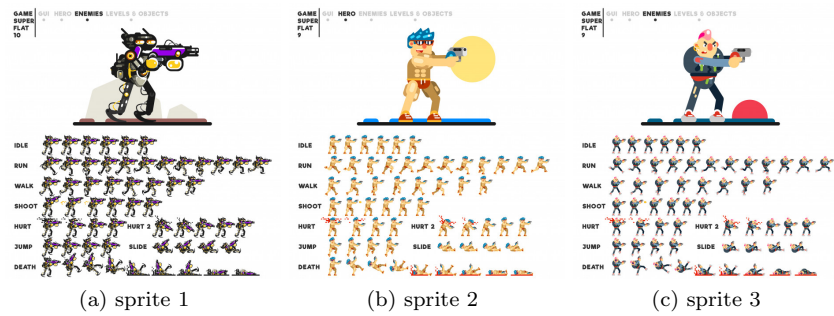 GAME
SUPER
FLAT
10
GUI HERO ENEMIES LEVELS & OBJECTS
IDLE
RUN
WALK
SHOOT
HURT HURT 2
JUMP SLIDE
DEATH
(a) sprite 1
GAME
SUPER
FLAT
9
GUI HERO ENEMIES LEVELS & OBJECTS
IDLE
RUN
WALK
SHOOT
HURT HURT 2
JUMP SLIDE
DEATH
(b) sprite 2
GAME
SUPER
FLAT
9
GUI HERO ENEMIES LEVELS & OBJECTS
IDLE
RUN
WALK
SHOOT
HURT HURT 2
JUMP SLIDE
DEATH
(c) sprite 3